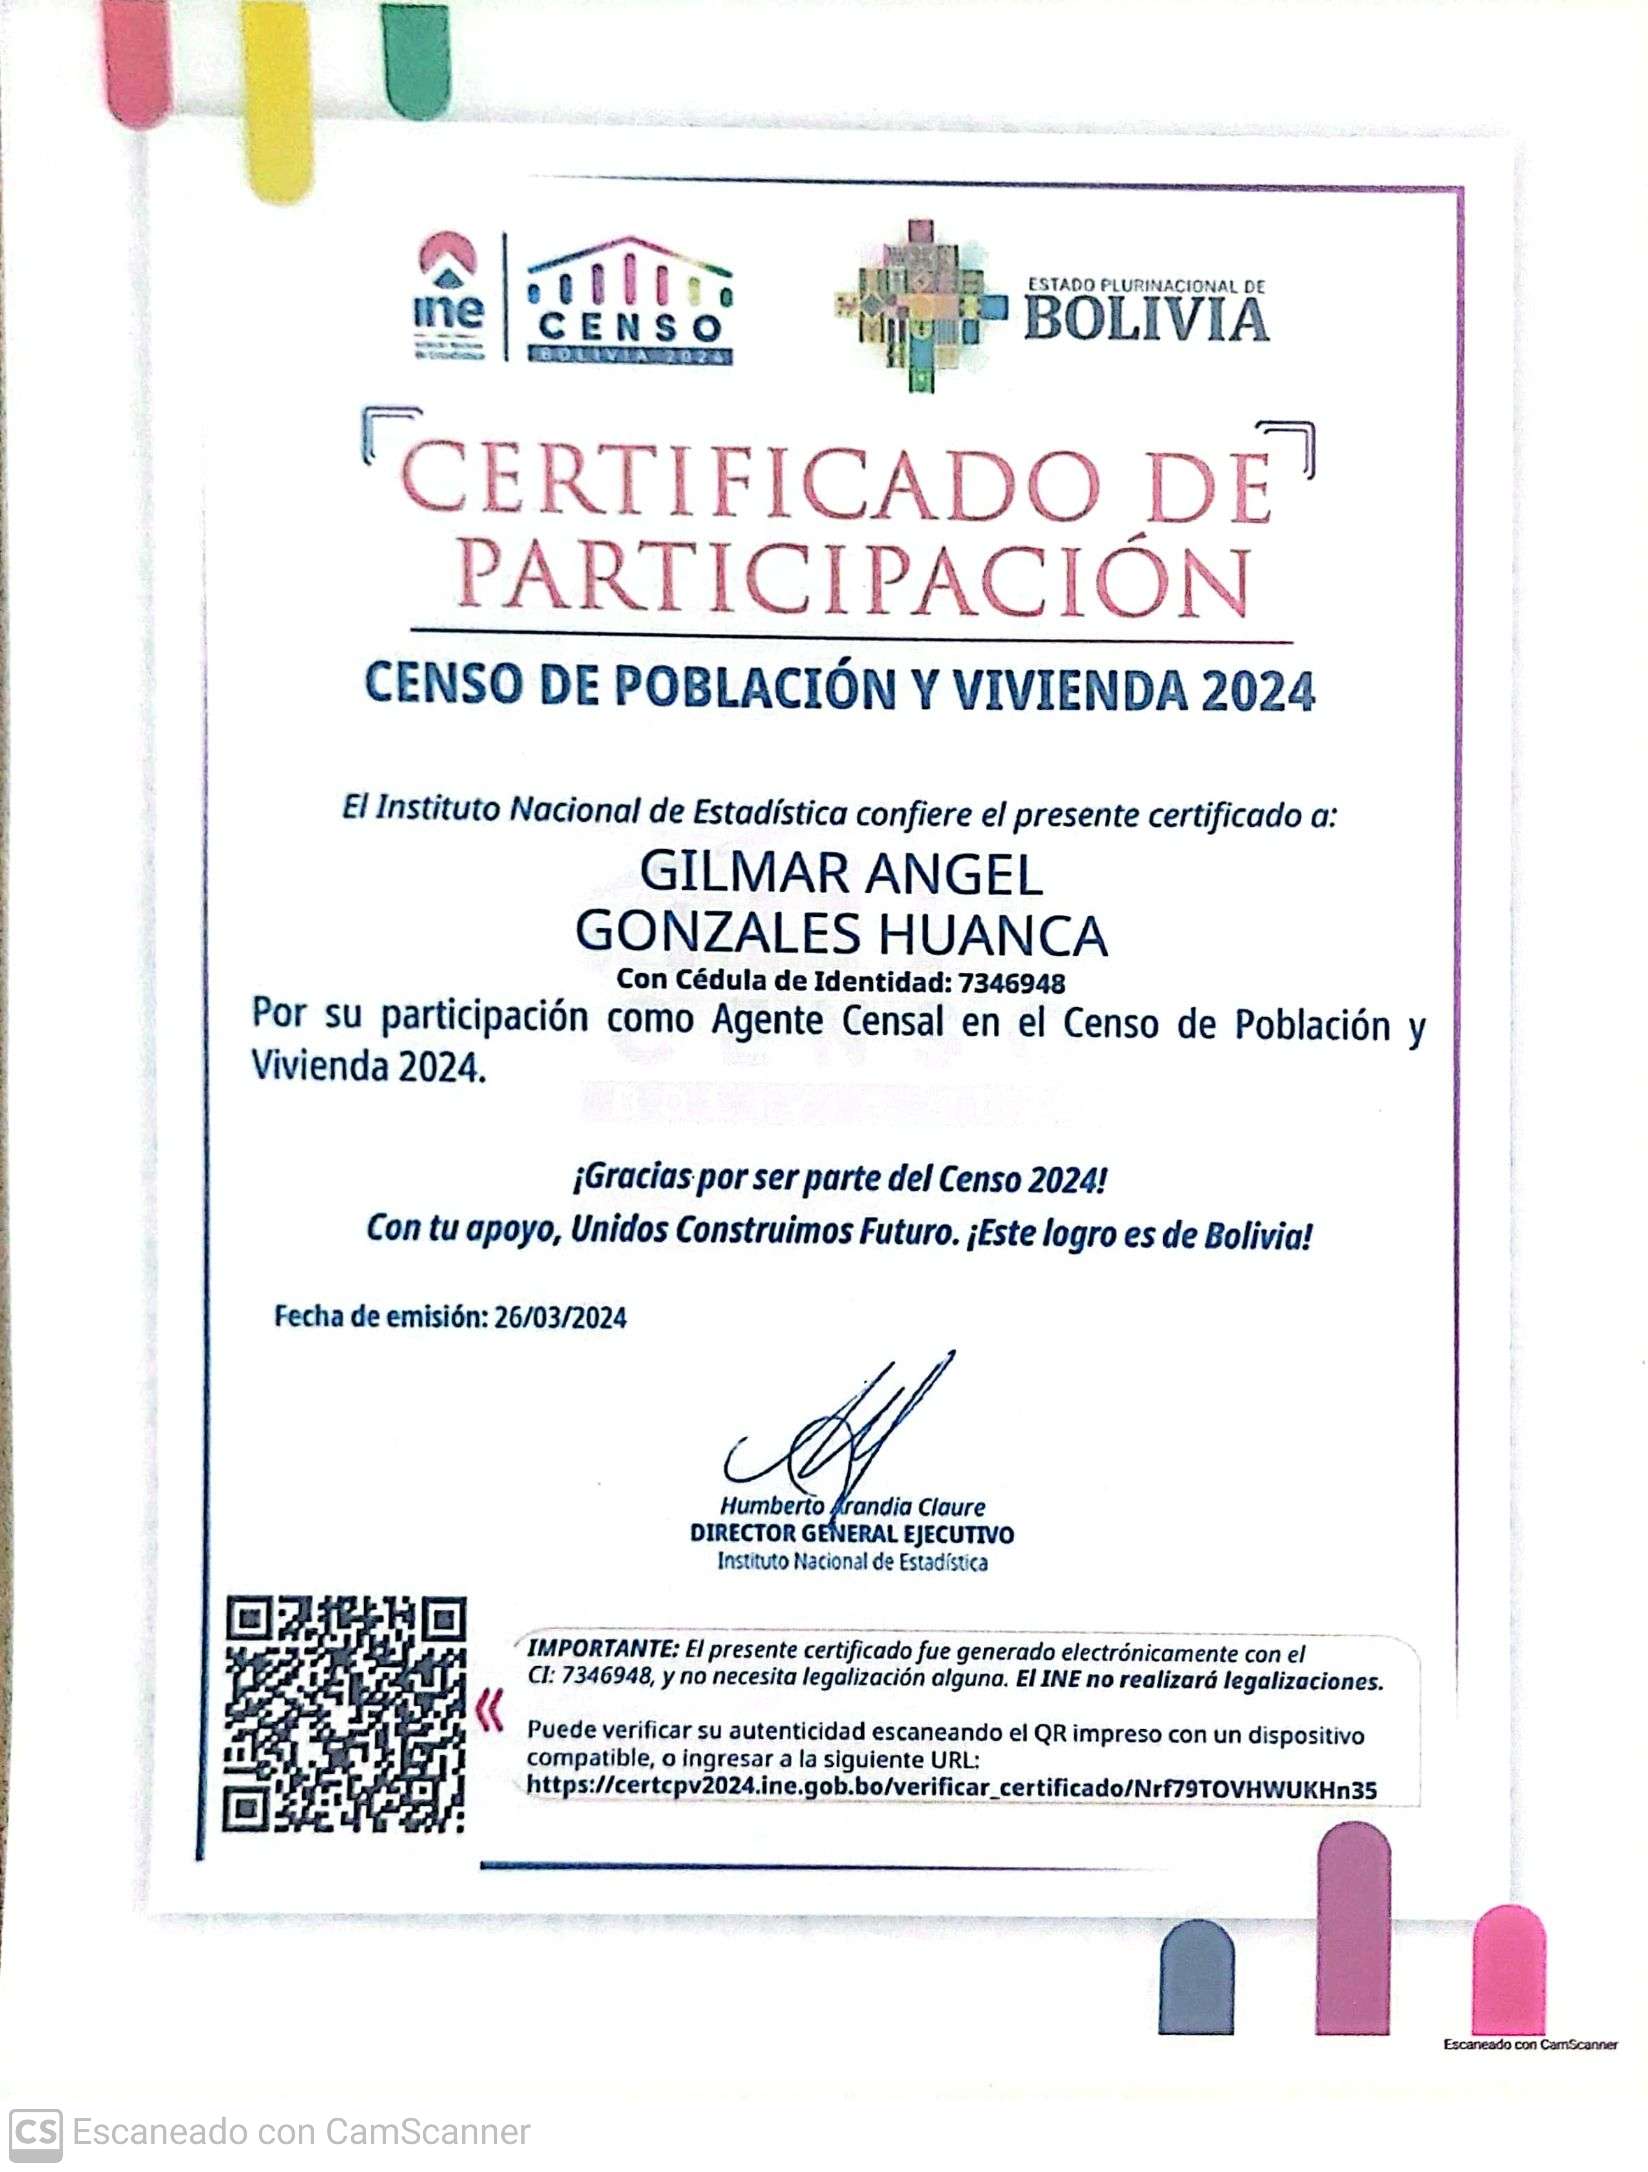 ine
CENSO
BOLIVIA 2024
ESTADO PLURINACIONAL DE
BOLIVIA
CERTIFICADO DE
PARTICIPACIÓN
CENSO DE POBLACIÓN Y VIVIENDA 2024
El Instituto Nacional de Estadística confiere el presente certificado a:
GILMAR ANGEL
GONZALES HUANCA
Con Cédula de Identidad: 7346948
Por su participación como Agente Censal en el Censo de Población y
Vivienda 2024.
¡Gracias por ser parte del Censo 2024!
Con tu apoyo, Unidos Construimos Futuro. ¡Este logro es de Bolivia!
Fecha de emisión: 26/03/2024
Humberto Arandia Claure
DIRECTOR GENERAL EJECUTIVO
Instituto Nacional de Estadística
IMPORTANTE: El presente certificado fue generado electrónicamente con el
CI: 7346948, y no necesita legalización alguna. El INE no realizará legalizaciones.
Puede verificar su autenticidad escaneando el QR impreso con un dispositivo
compatible, o ingresar a la siguiente URL:
https://certcpv2024.ine.gob.bo/verificar_certificado/Nrf79TOVHWUKHn35
Escaneado con CamScanner
CS Escaneado con CamScanner